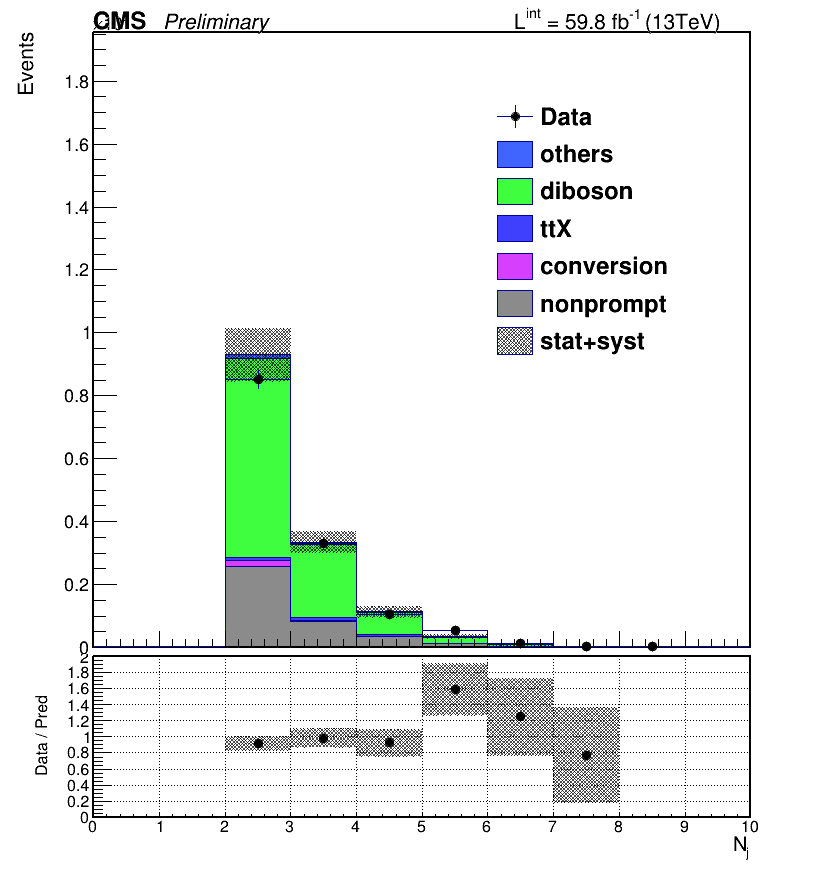 CMS Preliminary
L^int = 59.8 fb^-1 (13TeV)
Events
1.8
1.6
1.4
1.2
1
0.8
0.6
0.4
0.2
0
Data
others
diboson
ttX
conversion
nonprompt
stat+syst
Data / Pred
2
1.8
1.6
1.4
1.2
1
0.8
0.6
0.4
0.2
0
0 1 2 3 4 5 6 7 8 9 10
N_j